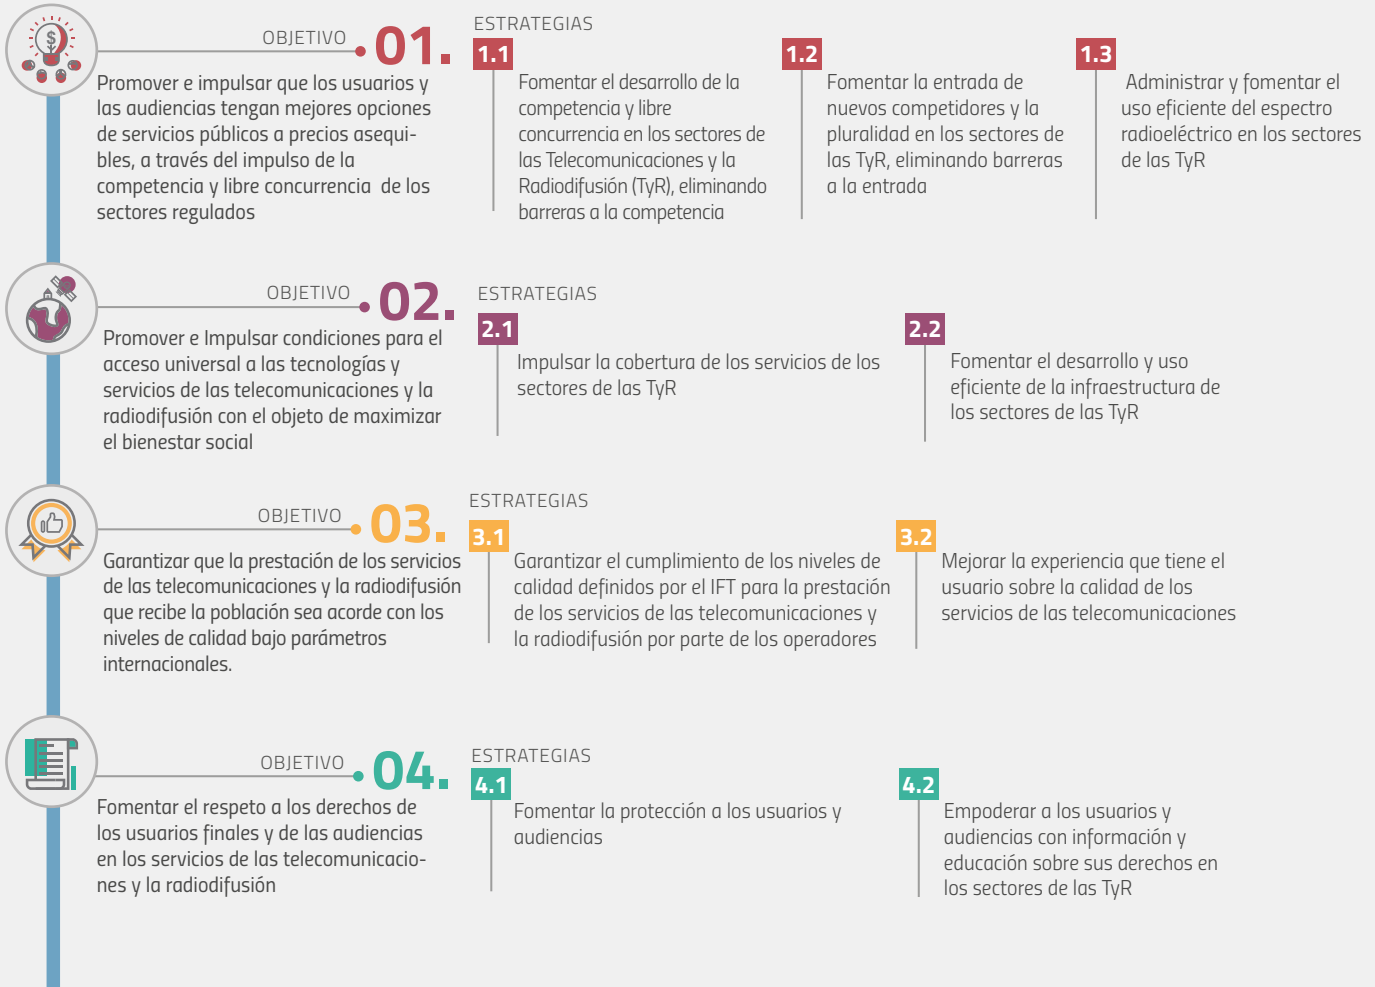 OBJETIVO 01.
Promover e impulsar que los usuarios y
las audiencias tengan mejores opciones
de servicios públicos a precios asequi-
bles, a través del impulso de la
competencia y libre concurrencia de los
sectores regulados
ESTRATEGIAS
1.1
Fomentar el desarrollo de la
competencia y libre
concurrencia en los sectores de
las Telecomunicaciones y la
Radiodifusión (TyR), eliminando
barreras a la competencia
1.2
Fomentar la entrada de
nuevos competidores y la
pluralidad en los sectores de
las TyR, eliminando barreras
a la entrada
1.3
Administrar y fomentar el
uso eficiente del espectro
radioeléctrico en los sectores
de las TyR
OBJETIVO 02.
Promover e Impulsar condiciones para el
acceso universal a las tecnologías y
servicios de las telecomunicaciones y la
radiodifusión con el objeto de maximizar
el bienestar social
ESTRATEGIAS
2.1
Impulsar la cobertura de los servicios de los
sectores de las TyR
2.2
Fomentar el desarrollo y uso
eficiente de la infraestructura de
los sectores de las TyR
OBJETIVO 03.
Garantizar que la prestación de los servicios
de las telecomunicaciones y la radiodifusión
que recibe la población sea acorde con los
niveles de calidad bajo parámetros
internacionales.
ESTRATEGIAS
3.1
Garantizar el cumplimiento de los niveles de
calidad definidos por el IFT para la prestación
de los servicios de las telecomunicaciones y
la radiodifusión por parte de los operadores
3.2
Mejorar la experiencia que tiene el
usuario sobre la calidad de los
servicios de las telecomunicaciones
OBJETIVO 04.
Fomentar el respeto a los derechos de
los usuarios finales y de las audiencias
en los servicios de las telecomunicacio-
nes y la radiodifusión
ESTRATEGIAS
4.1
Fomentar la protección a los usuarios y
audiencias
4.2
Empoderar a los usuarios y
audiencias con información y
educación sobre sus derechos en
los sectores de las TyR
$